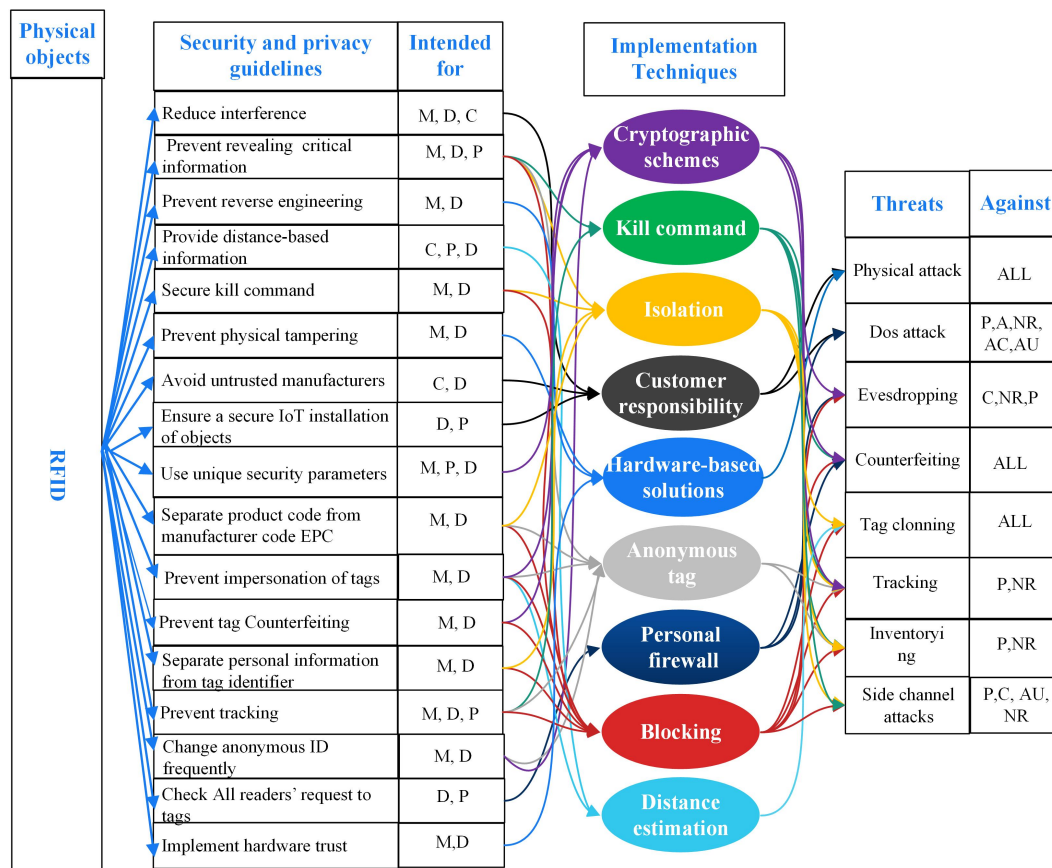 Physical
objects
RFID
Security and privacy
guidelines
Intended
for
Reduce interference
M, D, C
Prevent revealing critical
information
M, D, P
Prevent reverse engineering
M, D
Provide distance-based
information
C, P, D
Secure kill command
M, D
Prevent physical tampering
M, D
Avoid untrusted manufacturers
C, D
Ensure a secure IoT installation
of objects
D, P
Use unique security parameters
M, P, D
Separate product code from
manufacturer code EPC
M, D
Prevent impersonation of tags
M, D
Prevent tag Counterfeiting
M, D
Separate personal information
from tag identifier
M, D
Prevent tracking
M, D, P
Change anonymous ID
frequently
M, D
Check All readers' request to
tags
D, P
Implement hardware trust
M,D
Implementation
Techniques
Cryptographic
schemes
Kill command
Isolation
Customer
responsibility
Hardware-based
solutions
Anonymous
tag
Personal
firewall
Blocking
Distance
estimation
Threats
Against
Physical attack
ALL
Dos attack
P,A,NR,
AC,AU
Evesdropping
C,NR,P
Counterfeiting
ALL
Tag clonning
ALL
Tracking
P,NR
Inventoryi
ng
P,NR
Side channel
attacks
P,C, AU,
NR